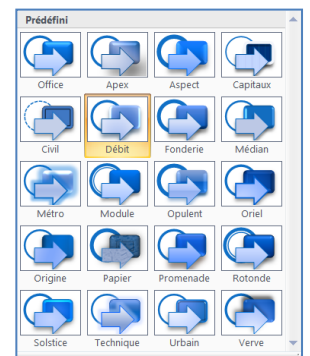 Prédéfini
Office Apex Aspect Capitaux
Civil Débit Fonderie Médian
Métro Module Opulent Oriel
Origine Papier Promenade Rotonde
Solstice Technique Urbain Verve